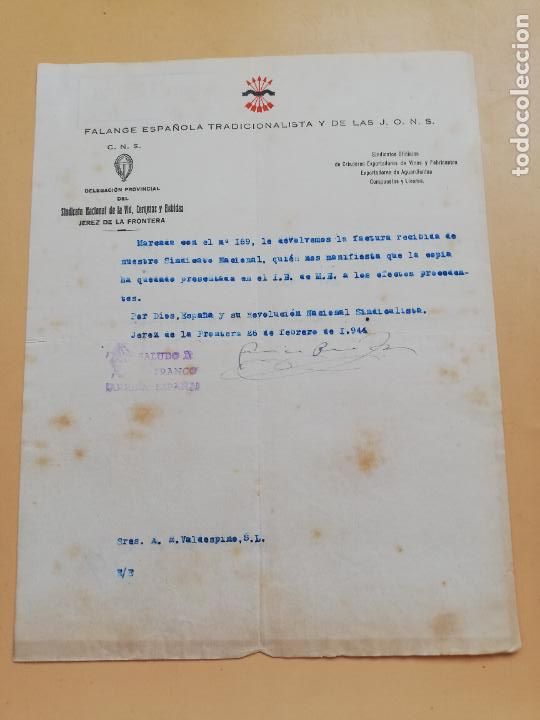 FALANGE ESPAÑOLA TRADICIONALISTA Y DE LAS J. O. N. S.
C. N. S.
DELEGACIÓN PROVINCIAL
DEL
Sindicato Nacional de la Vid, Cervezas y Bebidas
JEREZ DE LA FRONTERA
Sindicatos Oficiales
de Criadores Exportadores de Vinos y Fabricantes
Exportadores de Aguardientes
Compuestos y Licores.
Marcada con el nº 169, le devolvemos la factura recibida de
nuestro Sindicato Nacional, quién nos manifiesta que la copia
ha quedado presentada en el I.E. de M.E. a los efectos proceden-
tes.
Por Dios, España y su Revolución Nacional Sindicalista.
Jerez de la Frontera 26 de febrero de I.944
SALUDO A
FRANCO
ARRIBA ESPAÑA
Sres. A. M. Valdespino, S.L.
E/E
todocoleccion